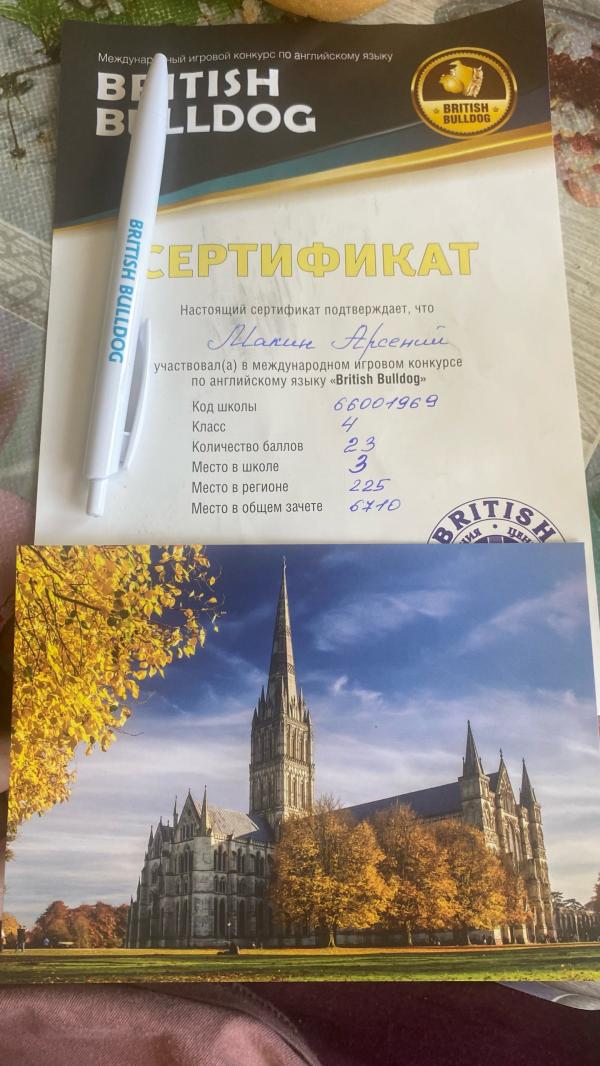 Международный игровой конкурс по английскому языку
BRITISH
BULLDOG
BRITISH
BULLDOG
BRITISH BULLDOG
СЕРТИФИКАТ
Настоящий сертификат подтверждает, что
Макин Арсений
участвовал(а) в международном игровом конкурсе
по английскому языку «British Bulldog»
Код школы 66001969
Класс 4
Количество баллов 23
Место в школе 3
Место в регионе 225
Место в общем зачете 6710
BRITISH